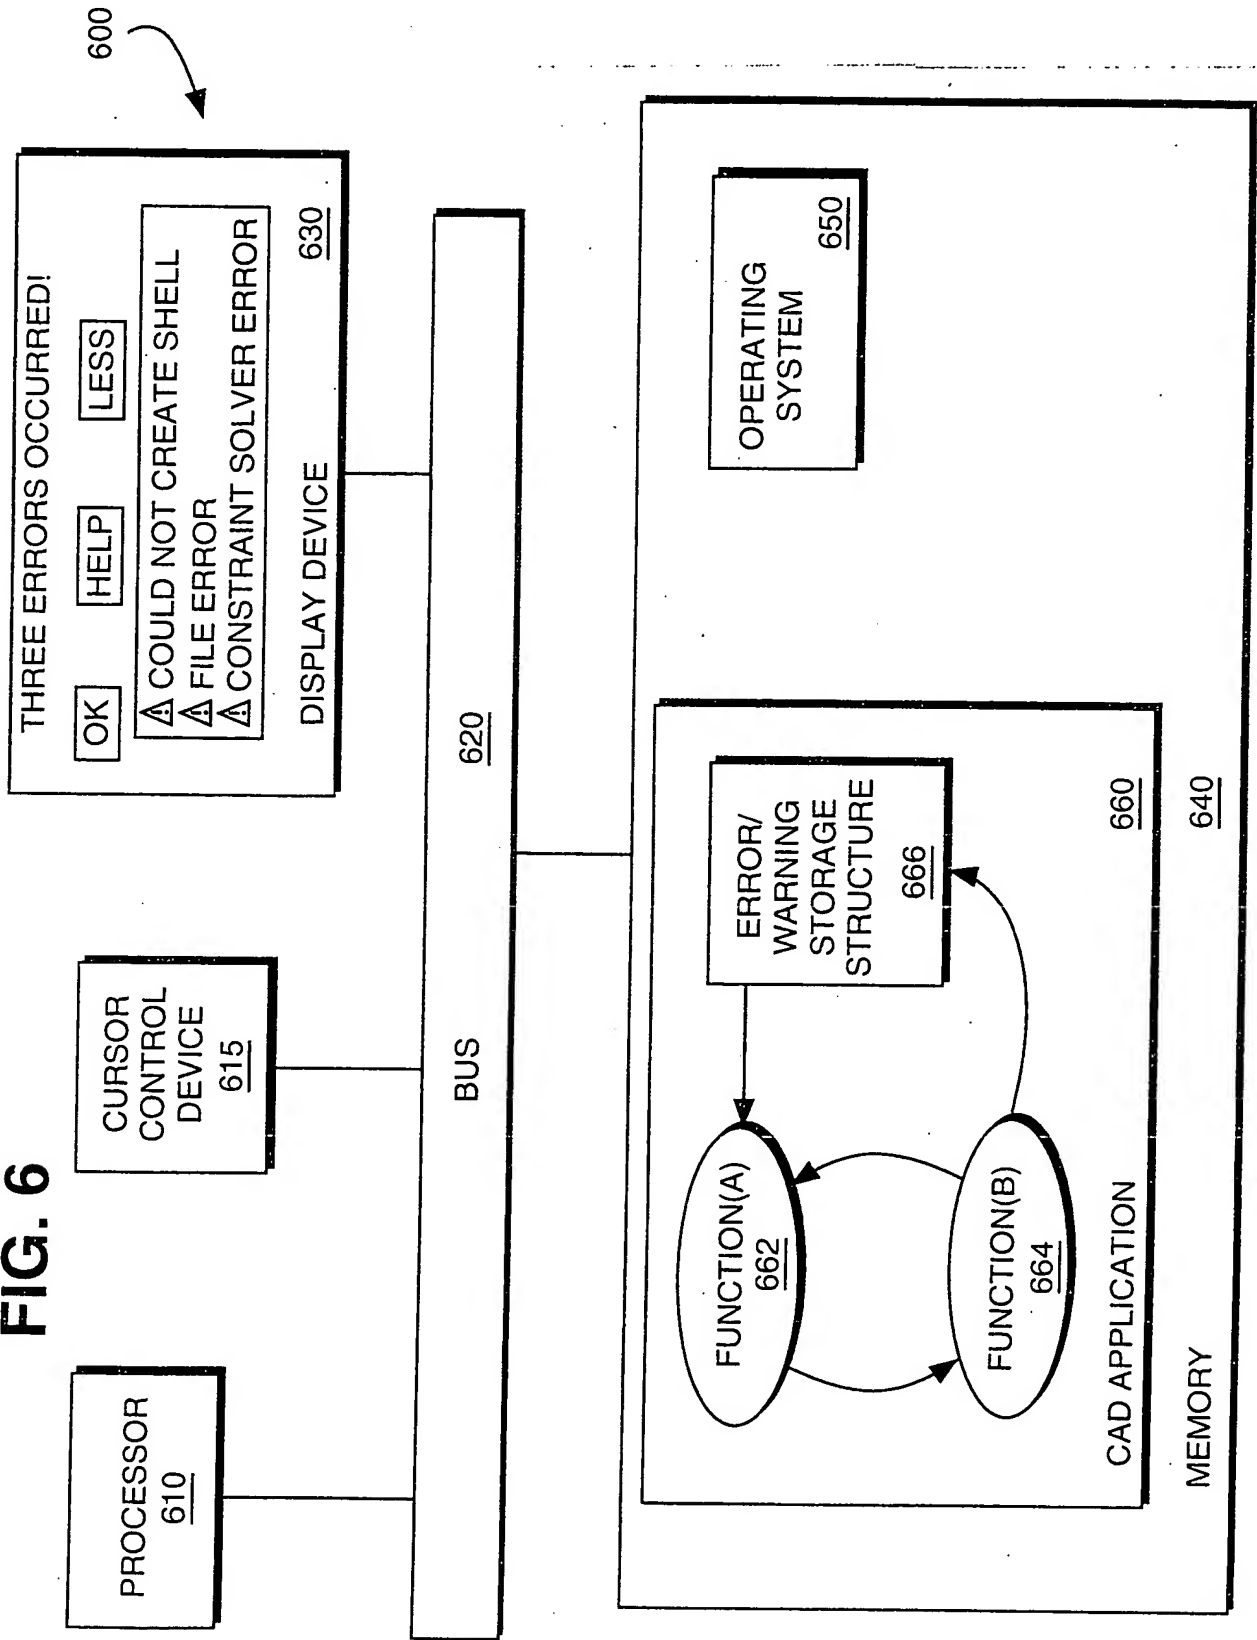 FIG. 6
600
PROCESSOR
610
CURSOR
CONTROL
DEVICE
615
THREE ERRORS OCCURRED!
OK
HELP
LESS
⚠ COULD NOT CREATE SHELL
⚠ FILE ERROR
⚠ CONSTRAINT SOLVER ERROR
DISPLAY DEVICE
630
BUS
620
FUNCTION(A)
662
FUNCTION(B)
664
ERROR/
WARNING
STORAGE
STRUCTURE
666
CAD APPLICATION
660
OPERATING
SYSTEM
650
MEMORY
640